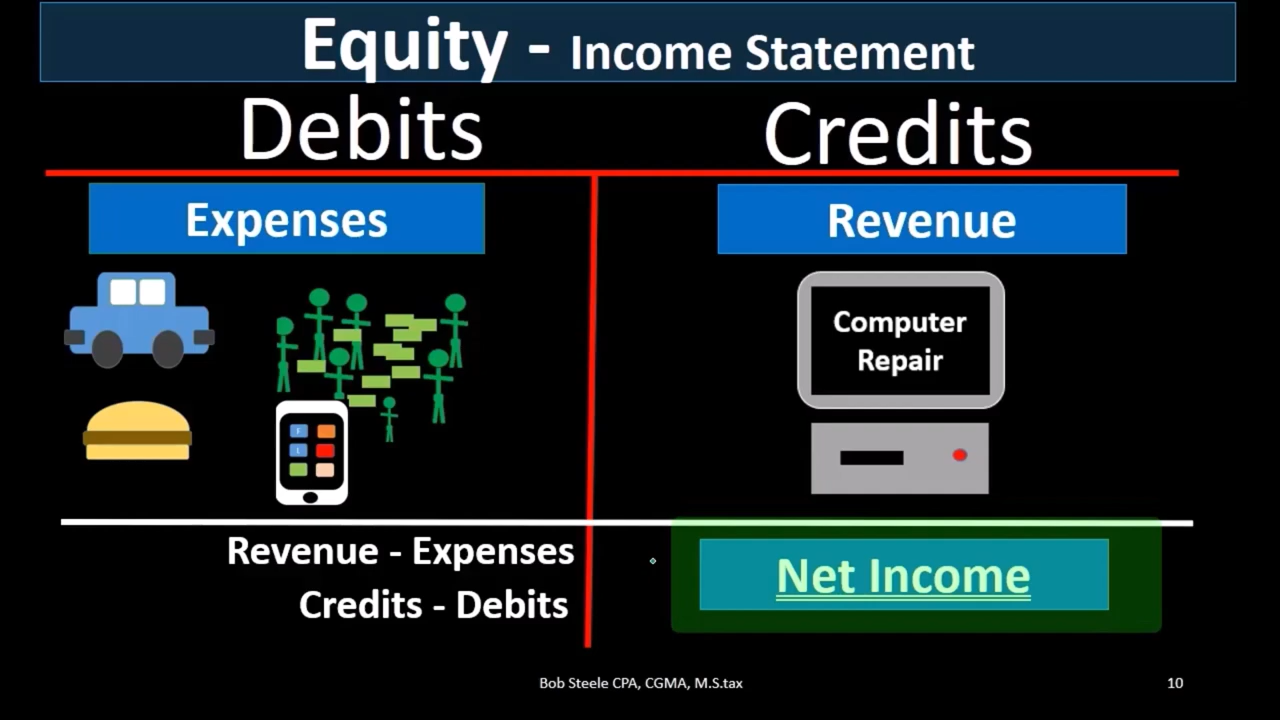 Equity - Income Statement
Debits
Credits
Expenses
Revenue
Computer
Repair
F
L
Revenue - Expenses
Credits - Debits
Net Income
Bob Steele CPA, CGMA, M.S.tax
10